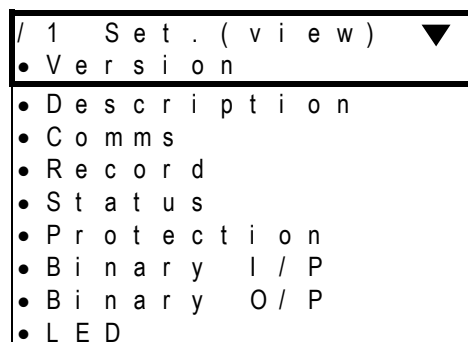 /1 Set.(view) ▼
• Version
• Description
• Comms
• Record
• Status
• Protection
• Binary I/P
• Binary O/P
• LED